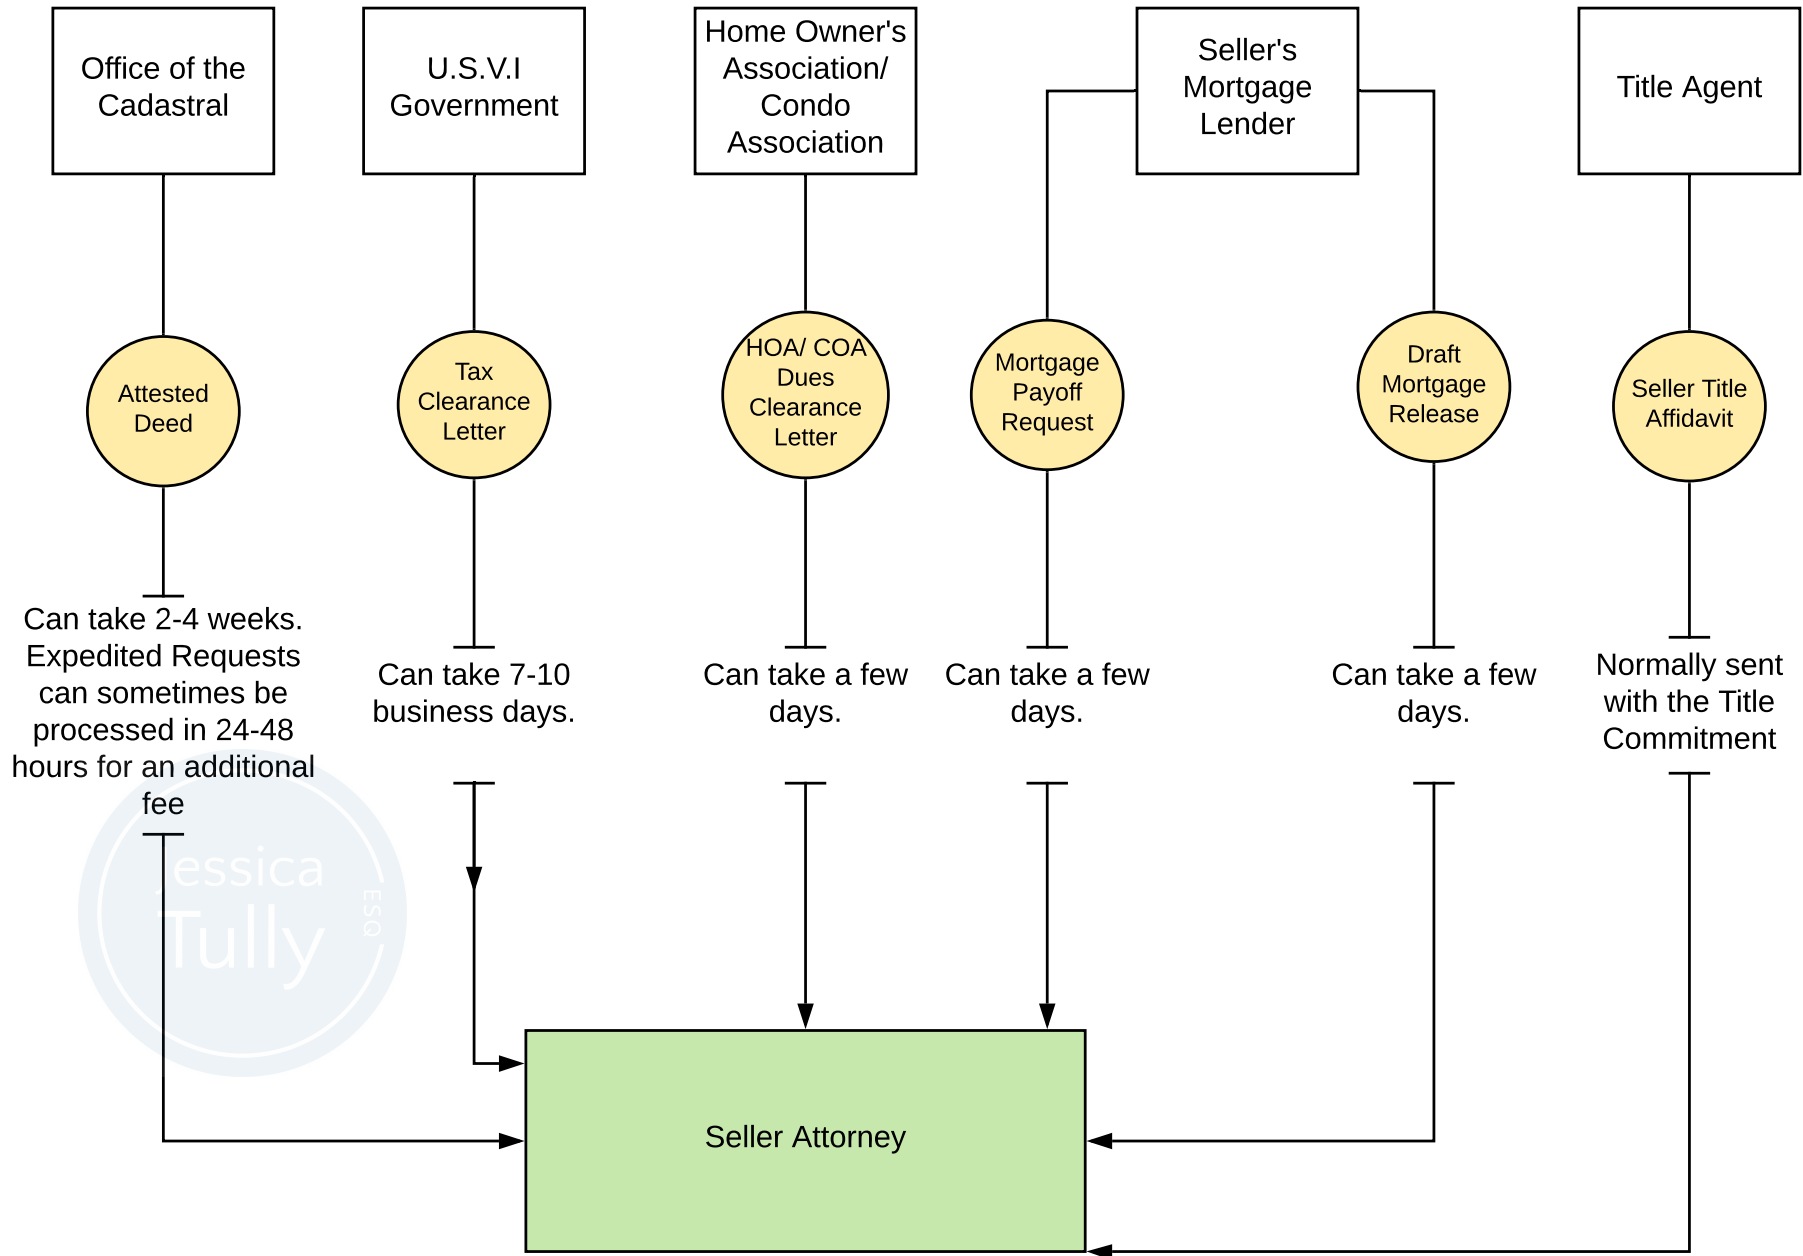 Office of the
Cadastral
U.S.V.I
Government
Home Owner's
Association/
Condo
Association
Seller's
Mortgage
Lender
Title Agent
Attested
Deed
Tax
Clearance
Letter
HOA/ COA
Dues
Clearance
Letter
Mortgage
Payoff
Request
Draft
Mortgage
Release
Seller Title
Affidavit
Can take 2-4 weeks.
Expedited Requests
can sometimes be
processed in 24-48
hours for an additional
fee
Can take 7-10
business days.
Can take a few
days.
Can take a few
days.
Can take a few
days.
Normally sent
with the Title
Commitment
Jessica
Tully
ESQ
Seller Attorney